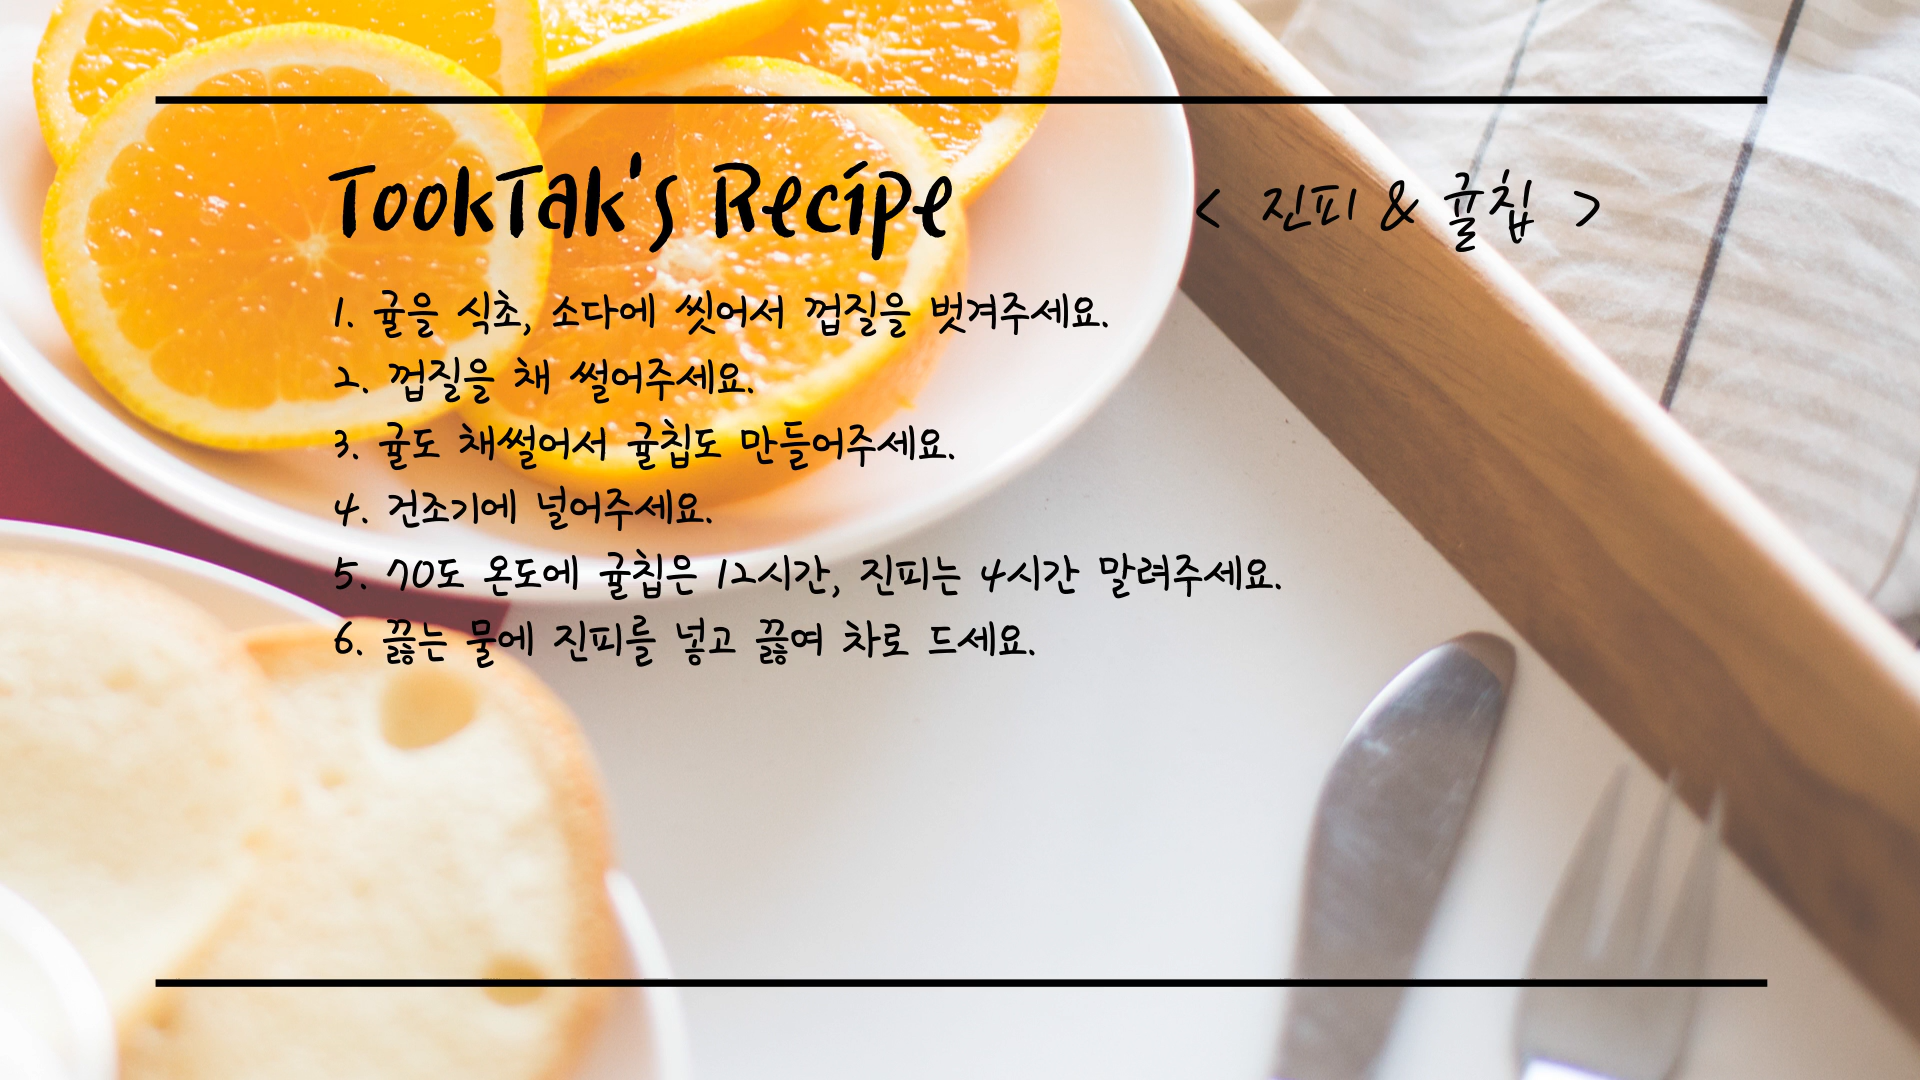 TookTak's Recipe < 진피 & 귤칩 >
1. 귤을 식초, 소다에 씻어서 껍질을 벗겨주세요.
2. 껍질을 채 썰어주세요.
3. 귤도 채썰어서 귤칩도 만들어주세요.
4. 건조기에 널어주세요.
5. 70도 온도에 귤칩은 12시간, 진피는 4시간 말려주세요.
6. 끓는 물에 진피를 넣고 끓여 차로 드세요.